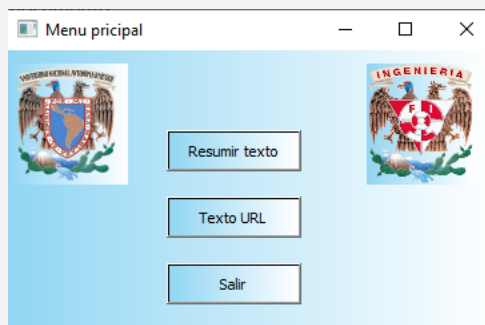 Menu pricipal
INGENIERIA
Resumir texto
Texto URL
Salir